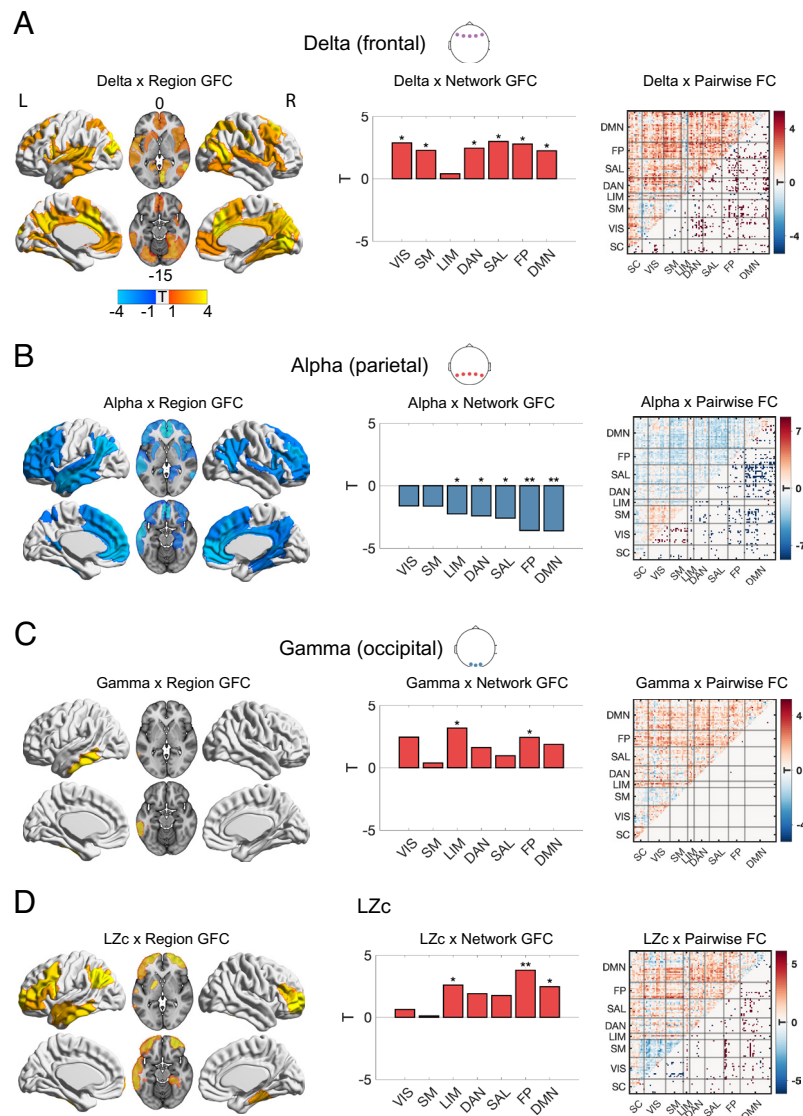 A
Delta (frontal)
Delta x Region GFC
L
0
R
-15
-4 -1 T 1 4
Delta x Network GFC
5
* * * * * *
0
T
-5
VIS SM LIM DAN SAL FP DMN
Delta x Pairwise FC
DMN
FP
SAL
DAN
LIM
SM
VIS
SC
SC VIS SM LIM DAN SAL FP DMN
4
2
0
-2
-4
T
B
Alpha (parietal)
Alpha x Region GFC
Alpha x Network GFC
5
0
* * * ** **
T
-5
VIS SM LIM DAN SAL FP DMN
Alpha x Pairwise FC
DMN
FP
SAL
DAN
LIM
SM
VIS
SC
SC VIS SM LIM DAN SAL FP DMN
7
0
-7
T
C
Gamma (occipital)
Gamma x Region GFC
Gamma x Network GFC
5
* *
0
T
-5
VIS SM LIM DAN SAL FP DMN
Gamma x Pairwise FC
DMN
FP
SAL
DAN
LIM
SM
VIS
SC
SC VIS SM LIM DAN SAL FP DMN
4
0
-4
T
D
LZc
LZc x Region GFC
LZc x Network GFC
5
* ** *
0
T
-5
VIS SM LIM DAN SAL FP DMN
LZc x Pairwise FC
DMN
FP
SAL
DAN
LIM
SM
VIS
SC
SC VIS SM LIM DAN SAL FP DMN
5
0
-5
T